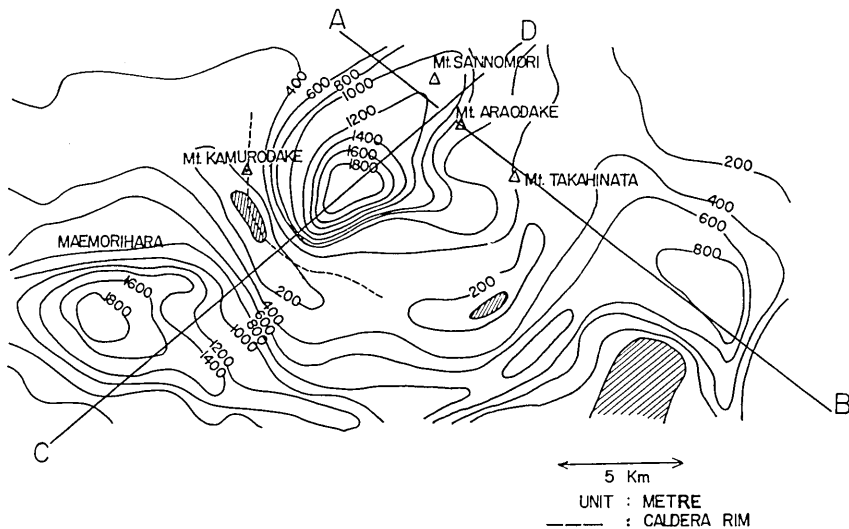 A
D
Mt. SANNOMORI
400
600
800
1000
1200
Mt. ARAODAKE
1400
1600
1800
Mt. KAMURODAKE
Mt. TAKAHINATA
200
400
600
800
MAEMORIHARA
1600
1800
200
200
400
600
800
1000
1200
1400
C
B
5 Km
UNIT : METRE
: CALDERA RIM